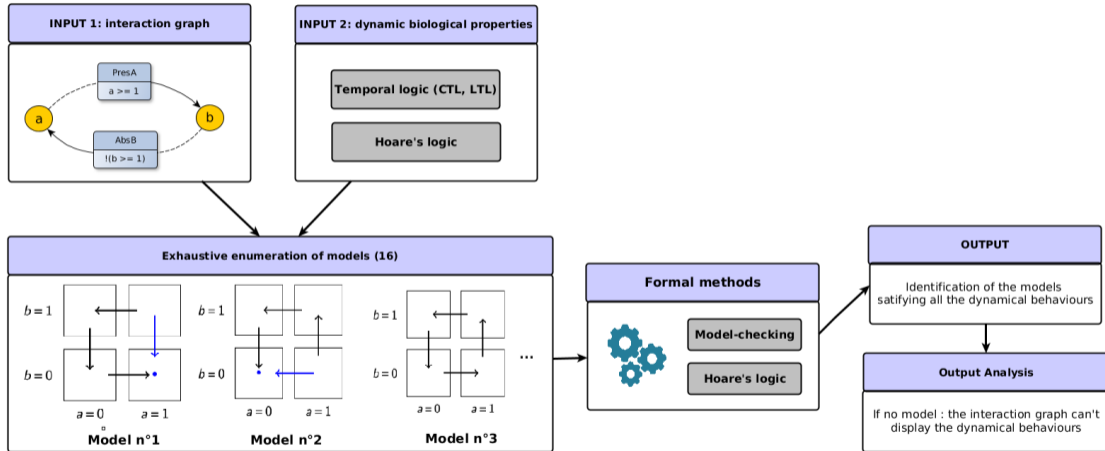 INPUT 1: interaction graph
INPUT 2: dynamic biological properties
PresA
a >= 1
a
b
AbsB
!(b >= 1)
Temporal logic (CTL, LTL)
Hoare's logic
Exhaustive enumeration of models (16)
b = 1
b = 0
a = 0
a = 1
Model n°1
b = 1
b = 0
a = 0
a = 1
Model n°2
b = 1
b = 0
a = 0
a = 1
Model n°3
...
Formal methods
Model-checking
Hoare's logic
OUTPUT
Identification of the models
satifying all the dynamical behaviours
Output Analysis
If no model : the interaction graph can't
display the dynamical behaviours